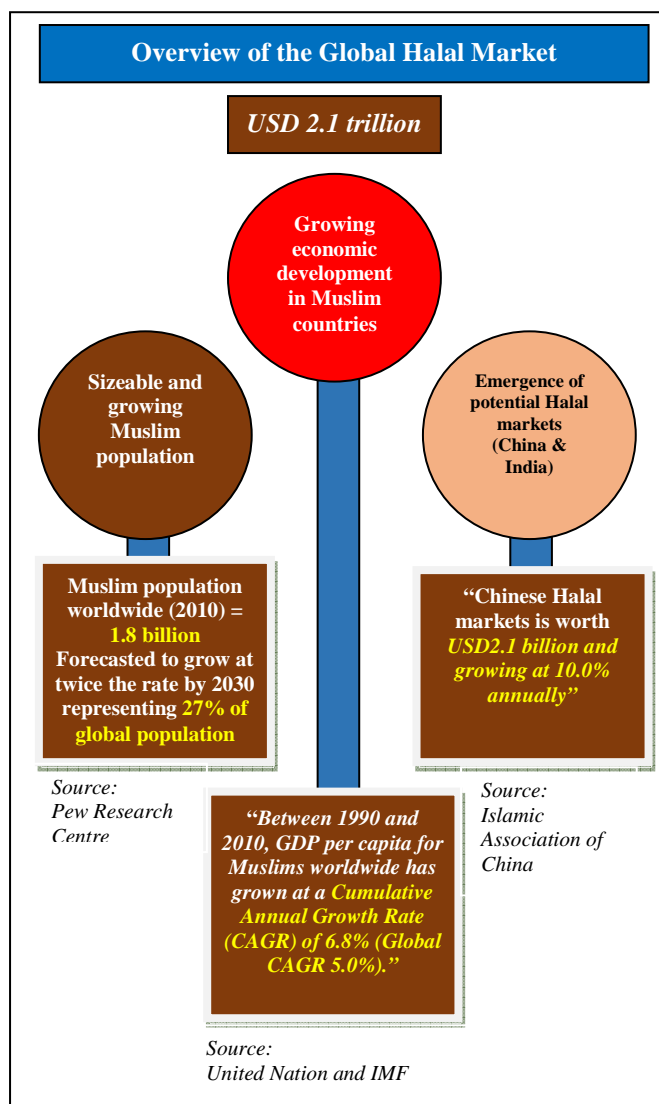 Overview of the Global Halal Market
USD 2.1 trillion
Growing
economic
development
in Muslim
countries
Sizeable and
growing
Muslim
population
Emergence of
potential Halal
markets
(China &
India)
Muslim population
worldwide (2010) =
1.8 billion
Forecasted to grow at
twice the rate by 2030
representing 27% of
global population
Source:
Pew Research
Centre
“Chinese Halal
markets is worth
USD2.1 billion and
growing at 10.0%
annually”
Source:
Islamic
Association of
China
“Between 1990 and
2010, GDP per capita for
Muslims worldwide has
grown at a Cumulative
Annual Growth Rate
(CAGR) of 6.8% (Global
CAGR 5.0%).”
Source:
United Nation and IMF